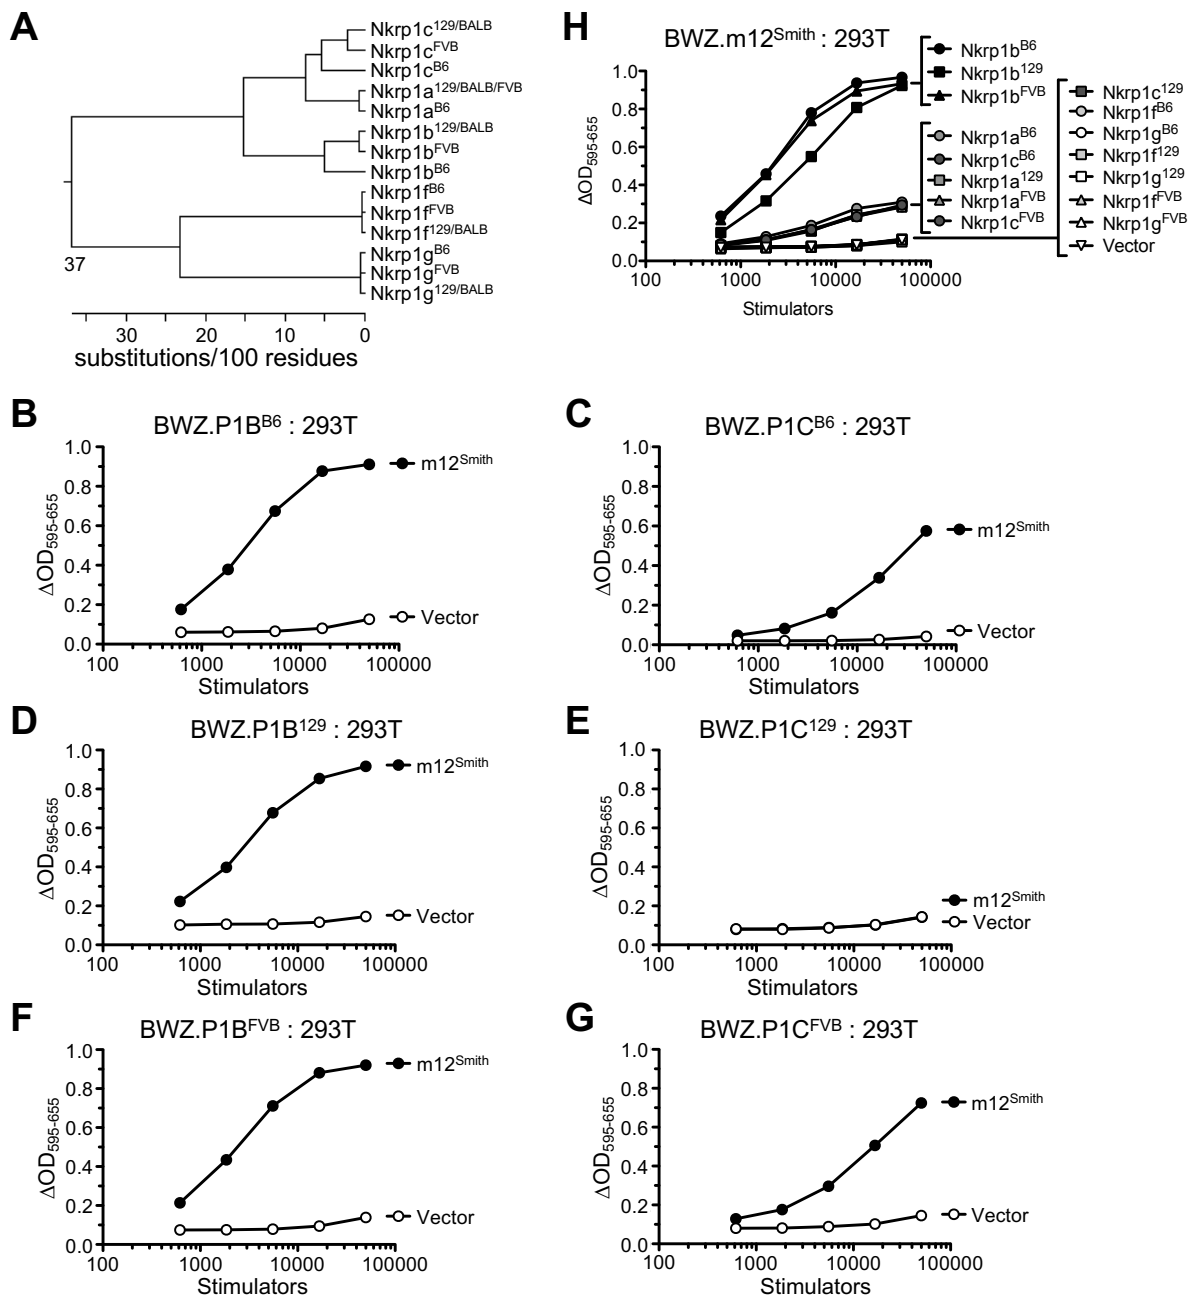 A
Nkrp1c129/BALB
Nkrp1cFVB
Nkrp1cB6
Nkrp1a129/BALB/FVB
Nkrp1aB6
Nkrp1b129/BALB
Nkrp1bFVB
Nkrp1bB6
Nkrp1fB6
Nkrp1fFVB
Nkrp1f129/BALB
Nkrp1gB6
Nkrp1gFVB
Nkrp1g129/BALB
37
30 20 10 0
substitutions/100 residues
H
BWZ.m12Smith : 293T
ΔOD595-655
1.0
0.8
0.6
0.4
0.2
0.0
100 1000 10000 100000
Stimulators
Nkrp1bB6
Nkrp1b129
Nkrp1bFVB
Nkrp1aB6
Nkrp1cB6
Nkrp1a129
Nkrp1aFVB
Nkrp1cFVB
Nkrp1c129
Nkrp1fB6
Nkrp1gB6
Nkrp1f129
Nkrp1g129
Nkrp1fFVB
Nkrp1gFVB
Vector
B
BWZ.P1BB6 : 293T
ΔOD595-655
1.0
0.8
0.6
0.4
0.2
0.0
100 1000 10000 100000
Stimulators
m12Smith
Vector
C
BWZ.P1CB6 : 293T
ΔOD595-655
1.0
0.8
0.6
0.4
0.2
0.0
100 1000 10000 100000
Stimulators
m12Smith
Vector
D
BWZ.P1B129 : 293T
ΔOD595-655
1.0
0.8
0.6
0.4
0.2
0.0
100 1000 10000 100000
Stimulators
m12Smith
Vector
E
BWZ.P1C129 : 293T
ΔOD595-655
1.0
0.8
0.6
0.4
0.2
0.0
100 1000 10000 100000
Stimulators
m12Smith
Vector
F
BWZ.P1BFVB : 293T
ΔOD595-655
1.0
0.8
0.6
0.4
0.2
0.0
100 1000 10000 100000
Stimulators
m12Smith
Vector
G
BWZ.P1CFVB : 293T
ΔOD595-655
1.0
0.8
0.6
0.4
0.2
0.0
100 1000 10000 100000
Stimulators
m12Smith
Vector